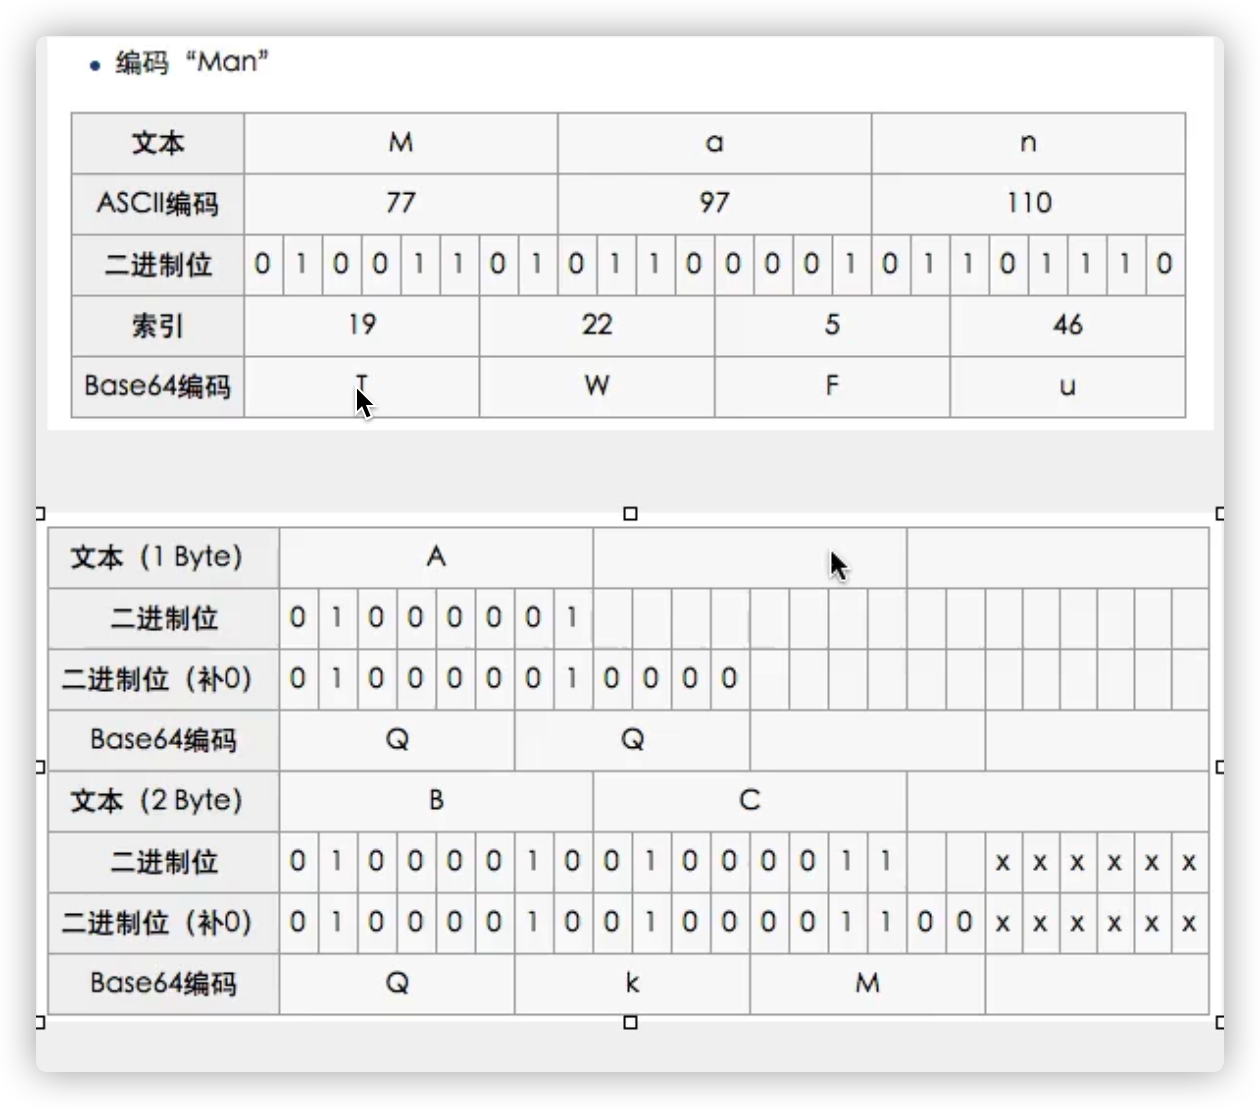 • 编码 “Man”
文本 M a n
ASCII编码 77 97 110
二进制位 0 1 0 0 1 1 0 1 0 1 1 0 0 0 0 1 0 1 1 0 1 1 1 0
索引 19 22 5 46
Base64编码 T W F u
文本（1 Byte） A
二进制位 0 1 0 0 0 0 0 1
二进制位（补0） 0 1 0 0 0 0 0 1 0 0 0 0
Base64编码 Q Q
文本（2 Byte） B C
二进制位 0 1 0 0 0 0 1 0 0 1 0 0 0 0 1 1 x x x x x x
二进制位（补0） 0 1 0 0 0 0 1 0 0 1 0 0 0 0 1 1 0 0 x x x x x x
Base64编码 Q k M